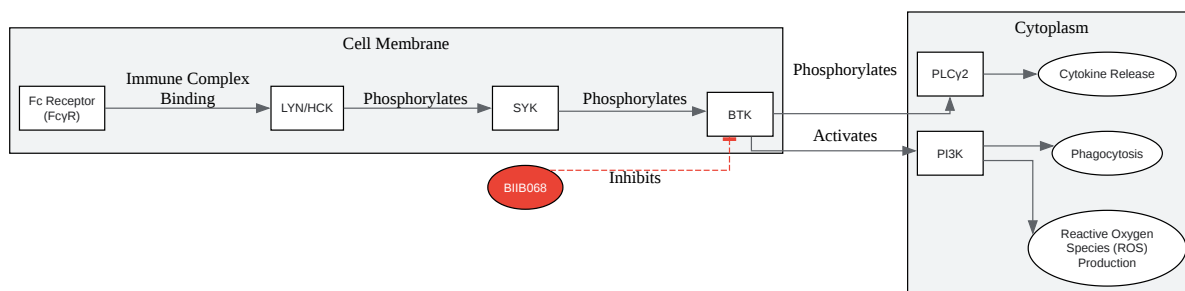 Cell Membrane
Cytoplasm
Fc Receptor
(FcγR)
Immune Complex
Binding
LYN/HCK
Phosphorylates
SYK
Phosphorylates
BTK
Phosphorylates
PLCγ2
Cytokine Release
Activates
PI3K
Phagocytosis
BIIB068
Inhibits
Reactive Oxygen
Species (ROS)
Production